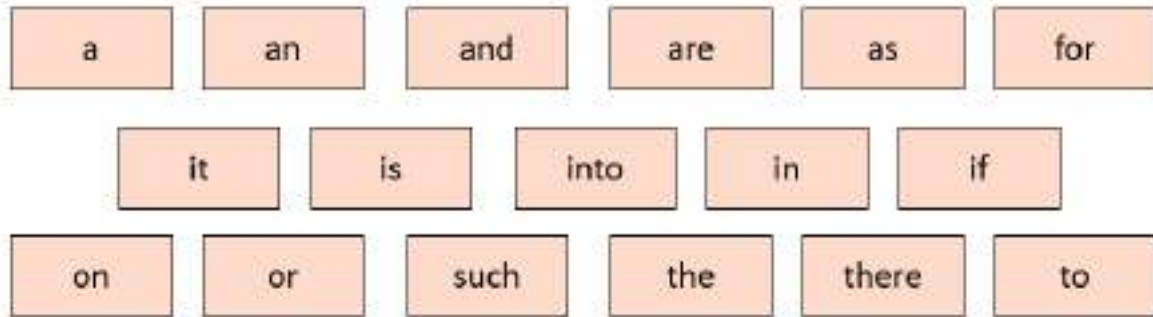 a an and are as for
it is into in if
on or such the there to